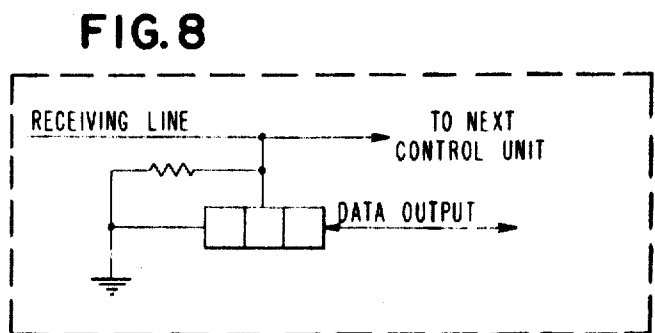 FIG. 8
RECEIVING LINE
TO NEXT
CONTROL UNIT
DATA OUTPUT